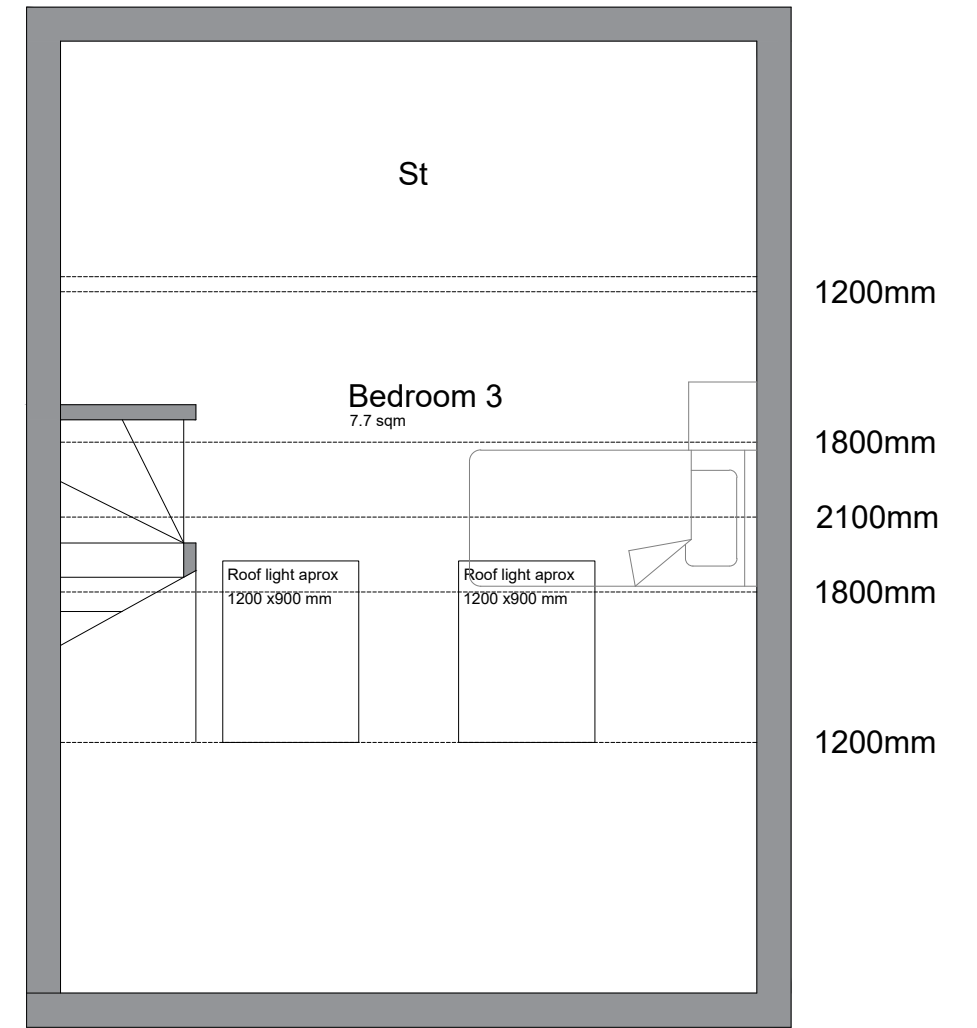 St
1200mm
Bedroom 3
7.7 sqm
1800mm
2100mm
Roof light aprox
1200 x900 mm
Roof light aprox
1200 x900 mm
1800mm
1200mm